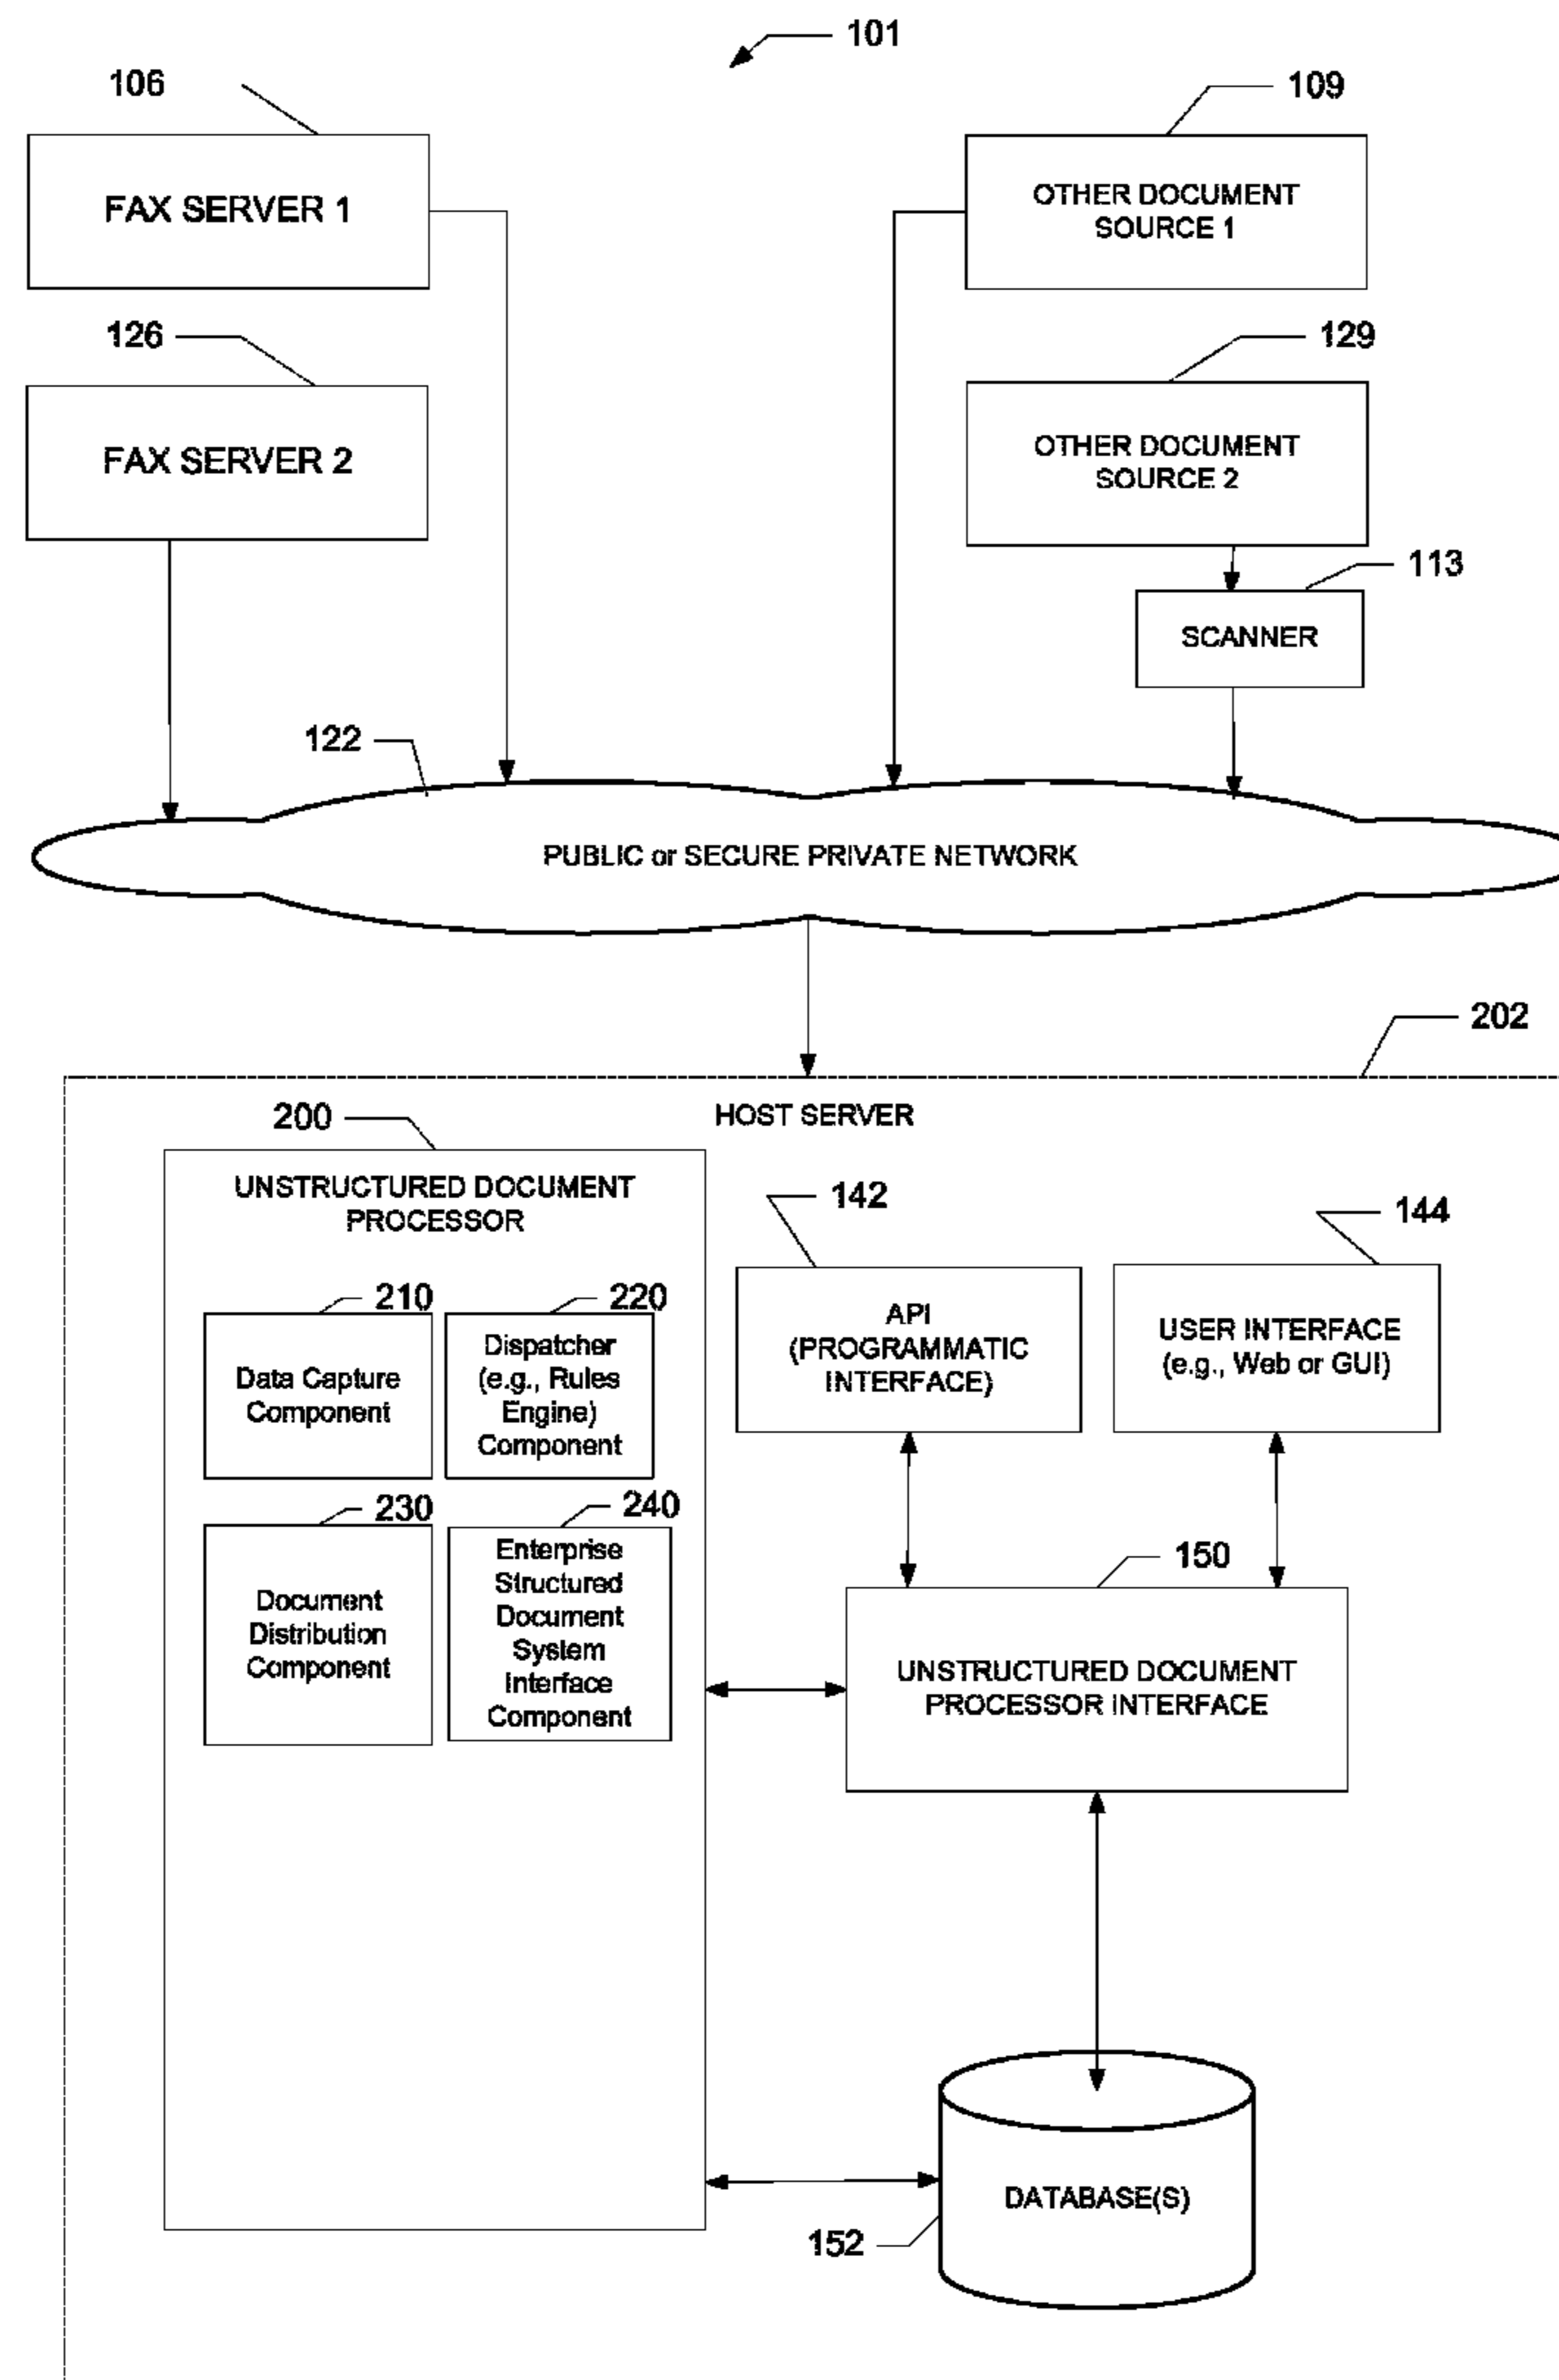 101
106
109
FAX SERVER 1
OTHER DOCUMENT
SOURCE 1
126
129
FAX SERVER 2
OTHER DOCUMENT
SOURCE 2
113
SCANNER
122
PUBLIC or SECURE PRIVATE NETWORK
202
HOST SERVER
200
UNSTRUCTURED DOCUMENT
PROCESSOR
142
144
210
220
Data Capture
Component
Dispatcher
(e.g., Rules
Engine)
Component
API
(PROGRAMMATIC
INTERFACE)
USER INTERFACE
(e.g., Web or GUI)
230
240
Document
Distribution
Component
Enterprise
Structured
Document
System
Interface
Component
150
UNSTRUCTURED DOCUMENT
PROCESSOR INTERFACE
DATABASE(S)
152